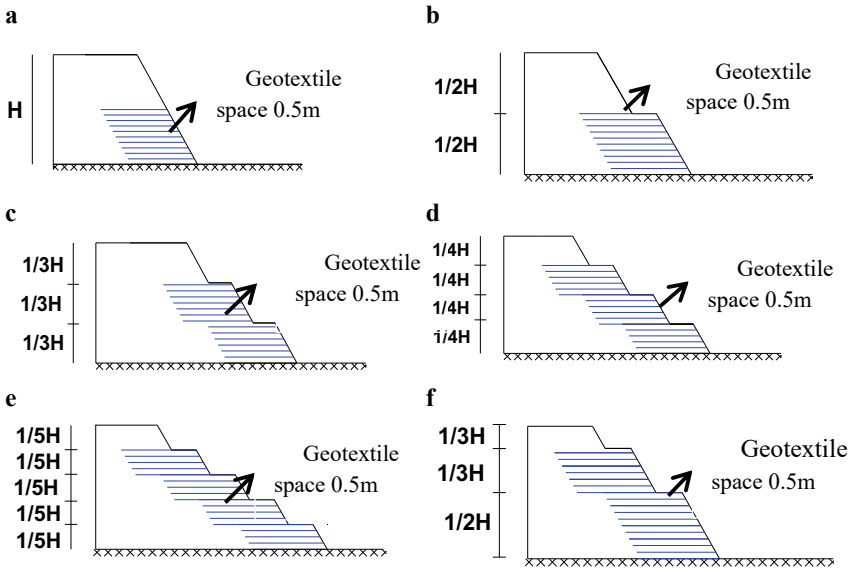 a
H
Geotextile
space 0.5m
b
1/2H
1/2H
Geotextile
space 0.5m
c
1/3H
1/3H
1/3H
Geotextile
space 0.5m
d
1/4H
1/4H
1/4H
1/4H
Geotextile
space 0.5m
e
1/5H
1/5H
1/5H
1/5H
1/5H
Geotextile
space 0.5m
f
1/3H
1/3H
1/2H
Geotextile
space 0.5m